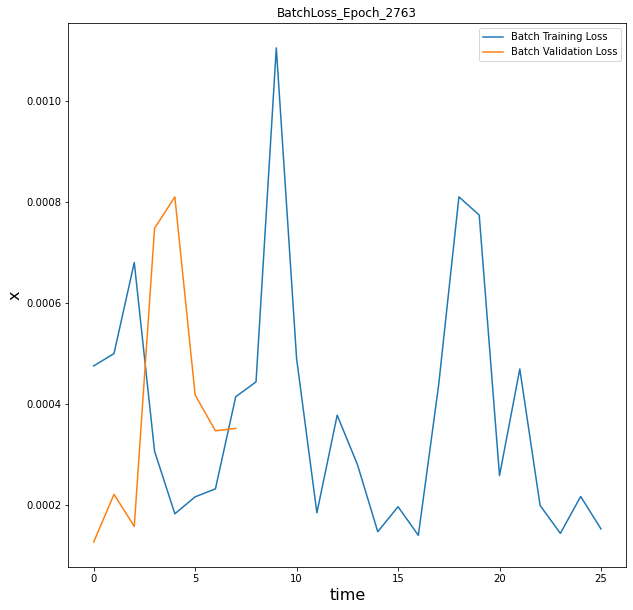 BatchLoss_Epoch_2763
Batch Training Loss
Batch Validation Loss
0.0010
0.0008
0.0006
0.0004
0.0002
x
0 5 10 15 20 25
time